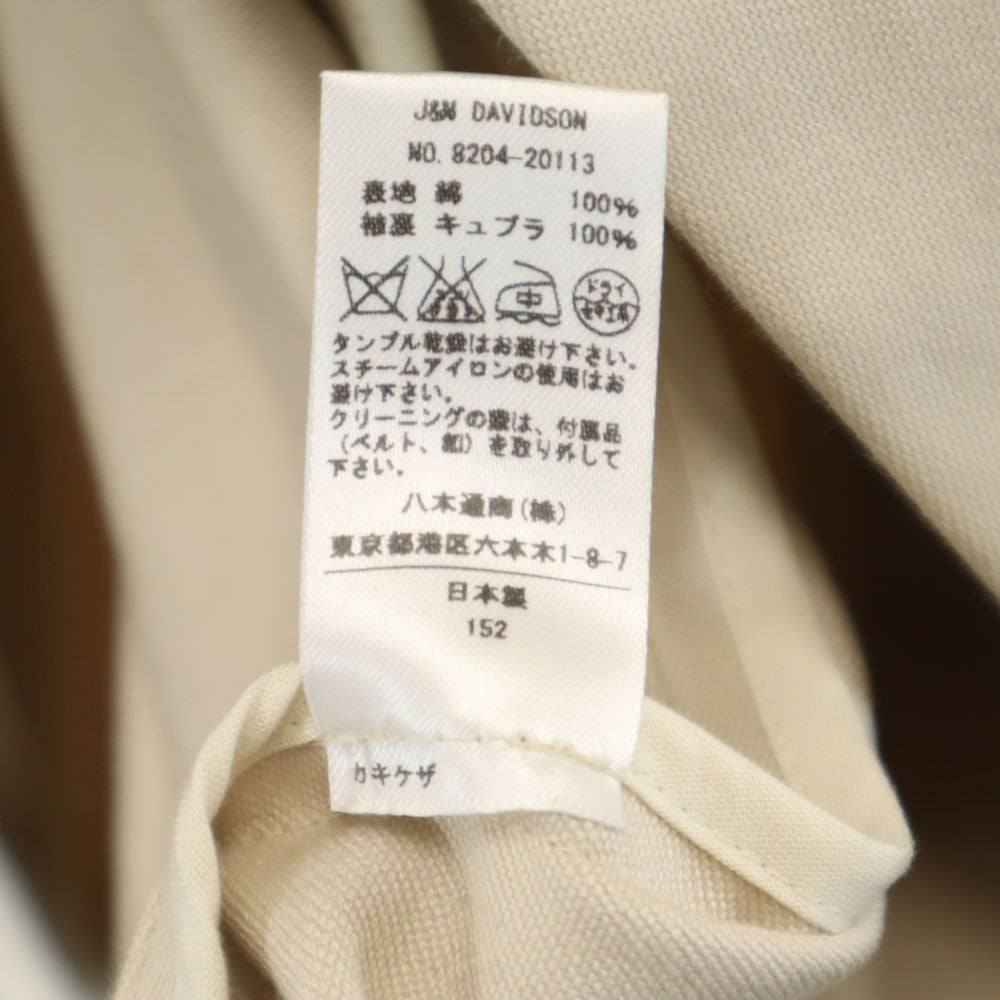 J&M DAVIDSON
NO. 8204-20113
表地 綿 100%
袖裏 キュプラ 100%
中 ドライ
タンブル乾燥はお避け下さい。
スチームアイロンの使用はお
避け下さい。
クリーニングの際は、付属品
(ベルト、釦)を取り外して
下さい。
八木通商(株)
東京都港区六本木1-8-7
日本製
152
カキケザ